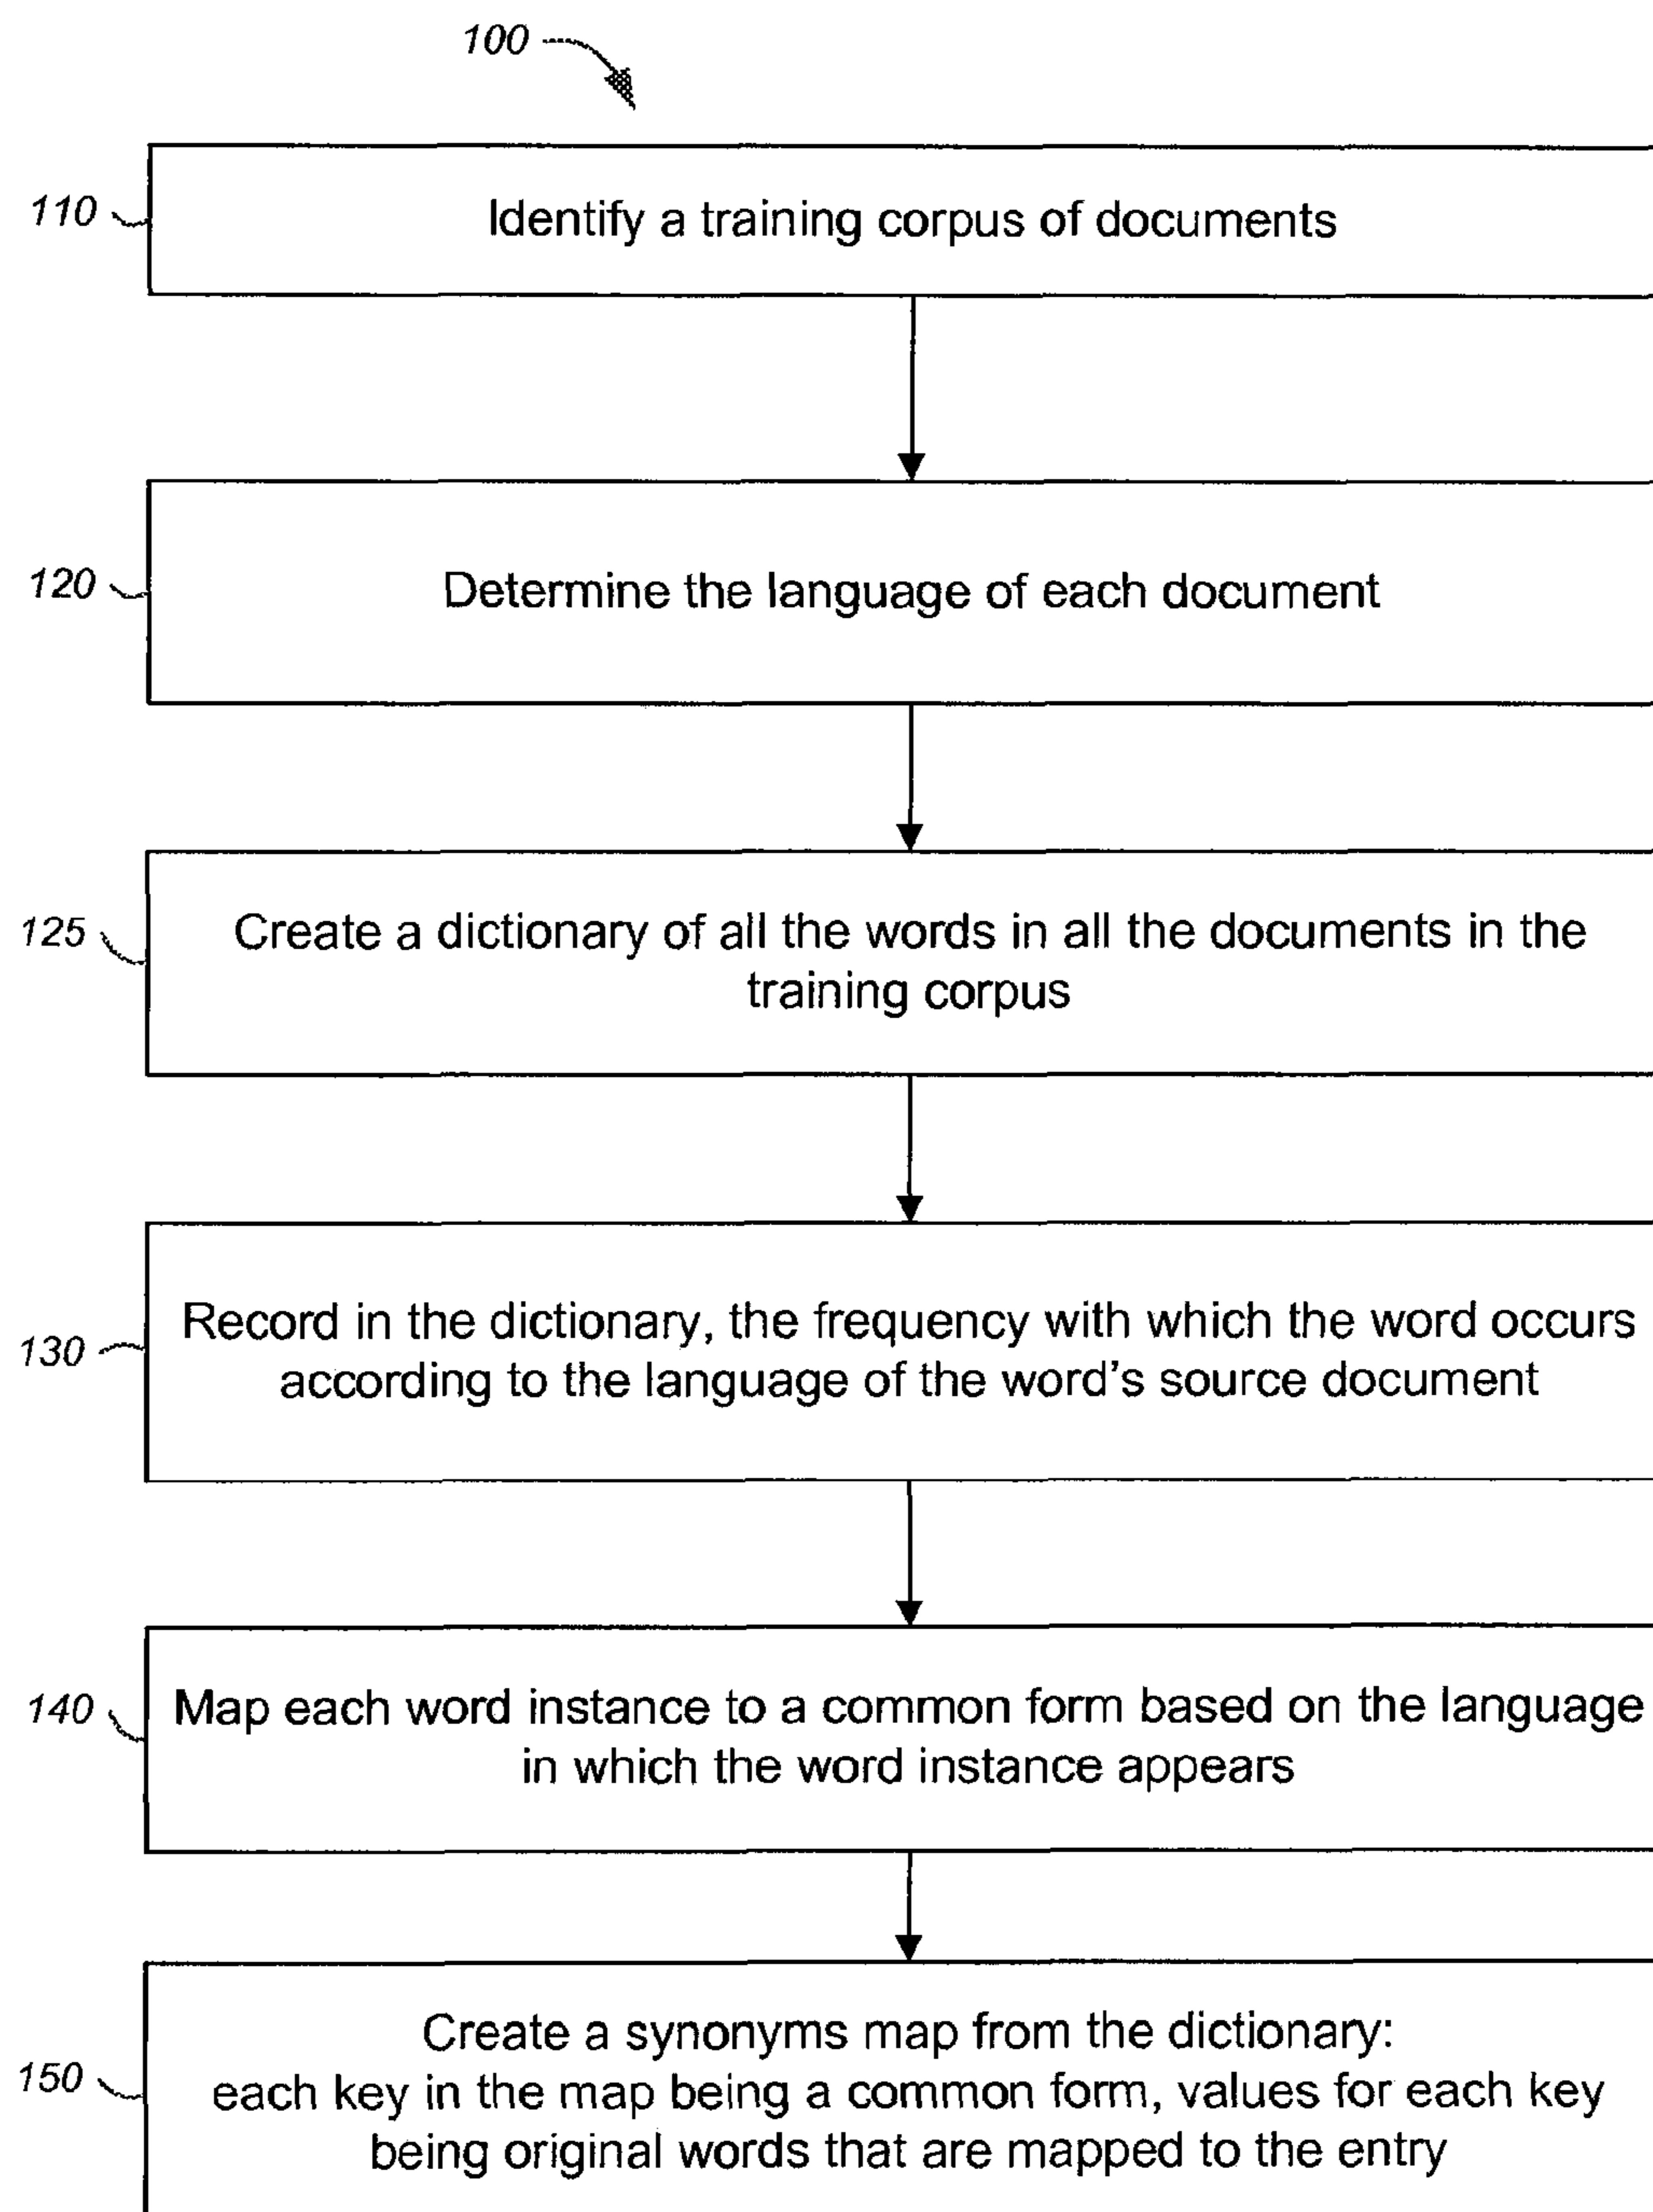 100
110
Identify a training corpus of documents
120
Determine the language of each document
125
Create a dictionary of all the words in all the documents in the
training corpus
130
Record in the dictionary, the frequency with which the word occurs
according to the language of the word's source document
140
Map each word instance to a common form based on the language
in which the word instance appears
150
Create a synonyms map from the dictionary:
each key in the map being a common form, values for each key
being original words that are mapped to the entry